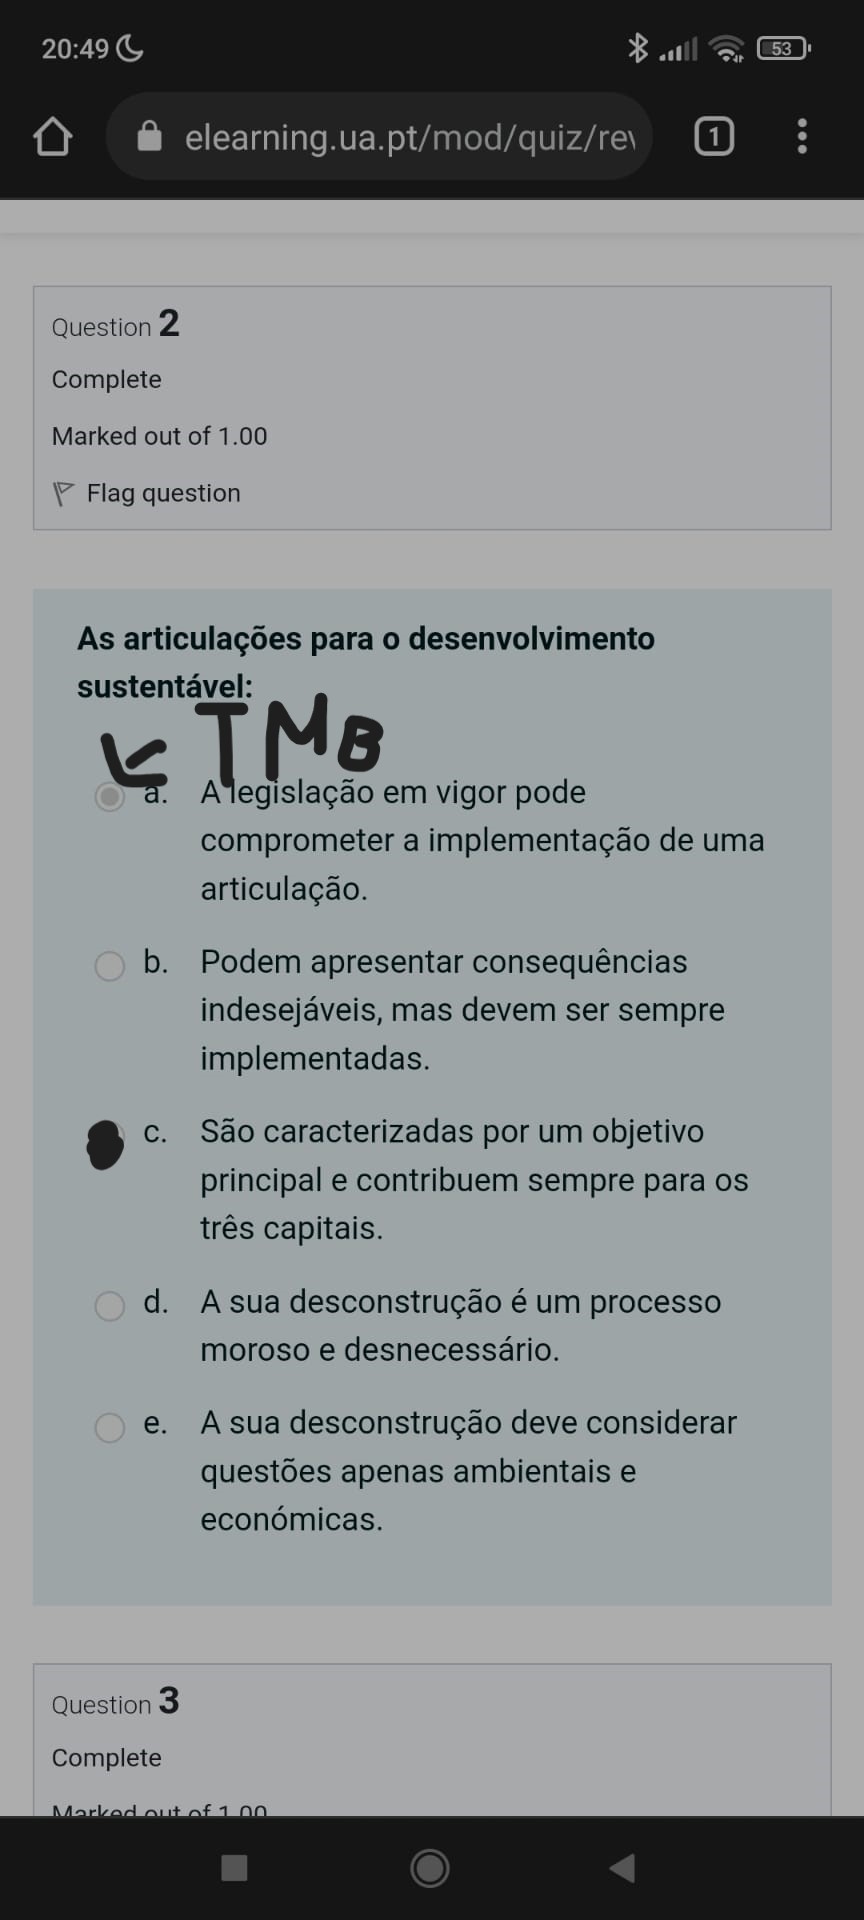 20:49
53
elearning.ua.pt/mod/quiz/rev
1
Question 2
Complete
Marked out of 1.00
Flag question
As articulações para o desenvolvimento
sustentável:
TMB
a. A legislação em vigor pode
comprometer a implementação de uma
articulação.
b. Podem apresentar consequências
indesejáveis, mas devem ser sempre
implementadas.
c. São caracterizadas por um objetivo
principal e contribuem sempre para os
três capitais.
d. A sua desconstrução é um processo
moroso e desnecessário.
e. A sua desconstrução deve considerar
questões apenas ambientais e
económicas.
Question 3
Complete
Marked out of 1.00